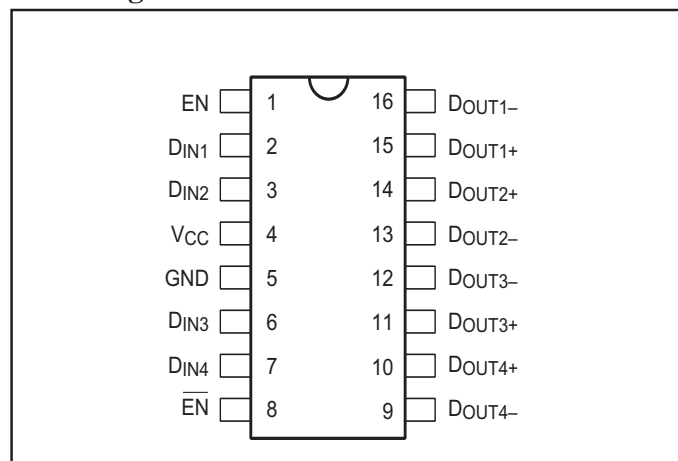 EN 1 16 DOUT1–
DIN1 2 15 DOUT1+
DIN2 3 14 DOUT2+
VCC 4 13 DOUT2–
GND 5 12 DOUT3–
DIN3 6 11 DOUT3+
DIN4 7 10 DOUT4+
E̅N̅ 8 9 DOUT4–